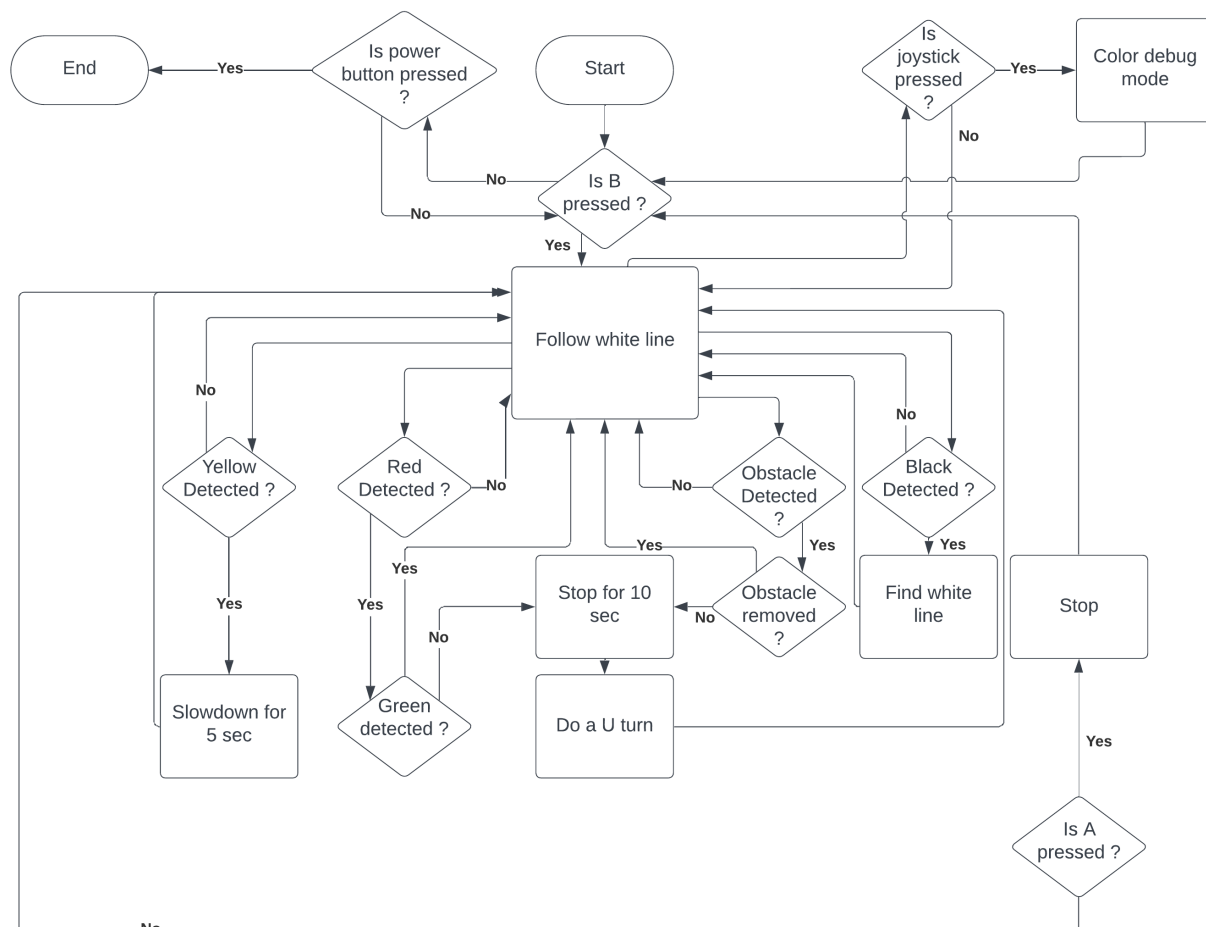 End
Yes
Is power
button pressed
?
Start
Is
joystick
pressed
?
Yes
Color debug
mode
No
No
Is B
pressed ?
No
Yes
Follow white line
No
Yellow
Detected ?
Red
Detected ?
No
No
Obstacle
Detected
?
No
Black
Detected ?
Yes
Yes
Yes
Yes
Yes
Yes
Stop for 10
sec
Obstacle
removed
?
No
Find white
line
Stop
No
Slowdown for
5 sec
Green
detected ?
Do a U turn
Yes
Is A
pressed ?
No